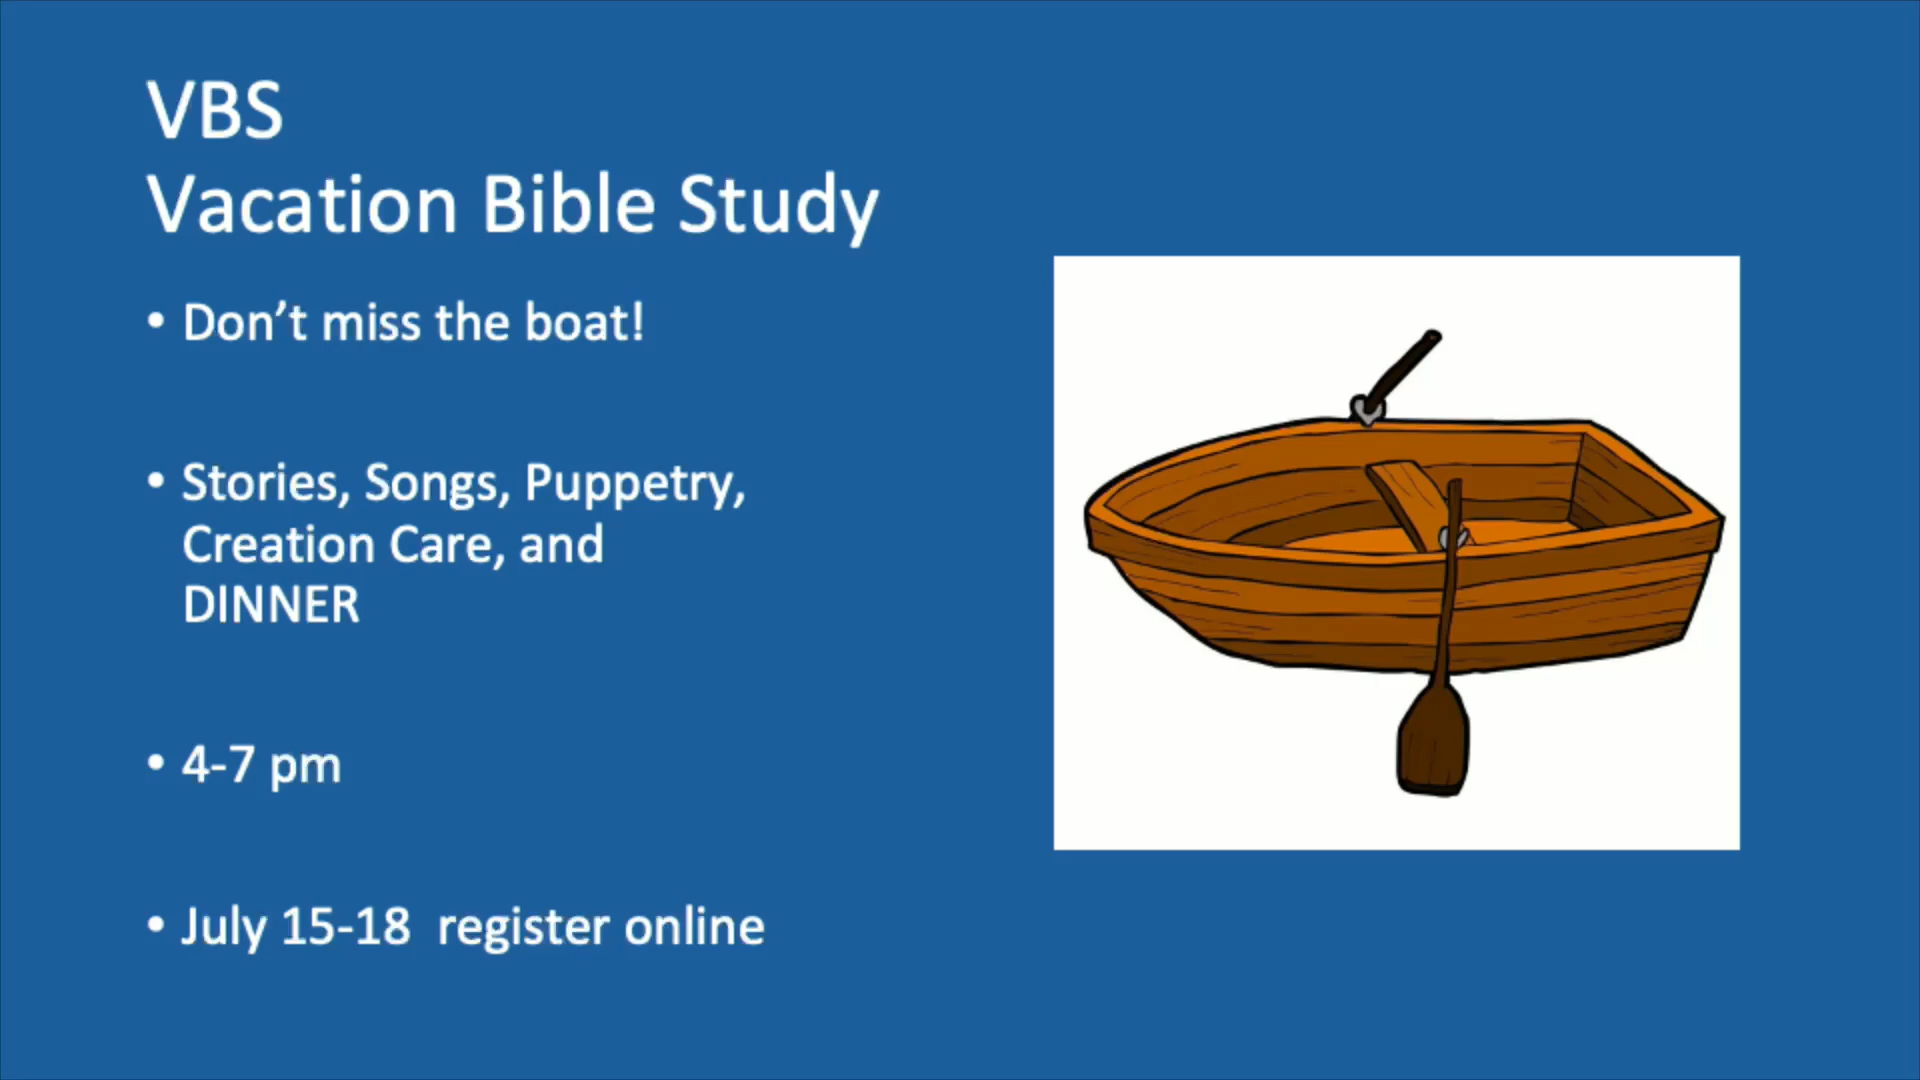 VBS
Vacation Bible Study
• Don’t miss the boat!
• Stories, Songs, Puppetry,
Creation Care, and
DINNER
• 4-7 pm
• July 15-18  register online